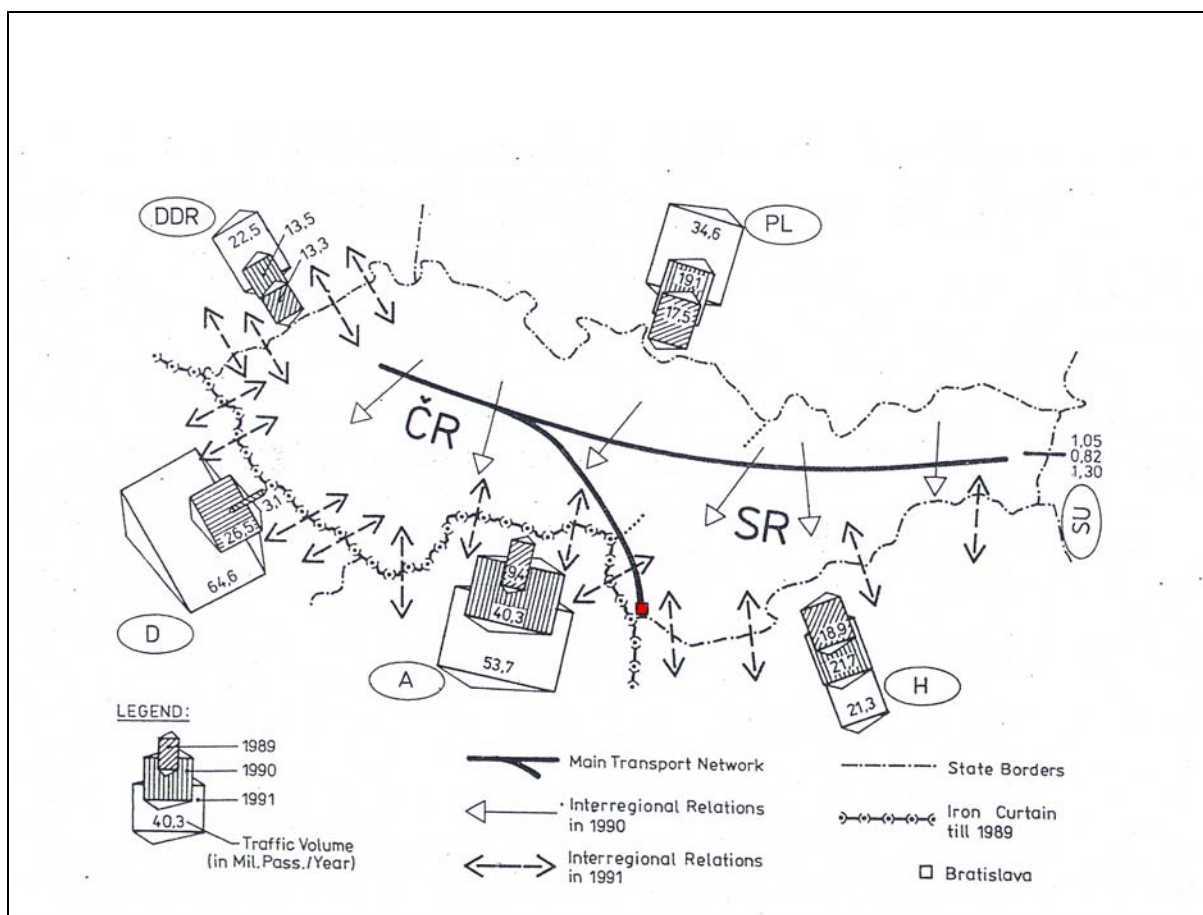 DDR
22,5
13,5
13,3
PL
34,6
19,1
17,5
ČR
1,05
0,82
1,30
SU
SR
3,1
26,5
64,6
D
9,4
40,3
53,7
A
18,9
21,7
21,3
H
LEGEND:
1989
1990
1991
40,3
Traffic Volume
(in Mil.Pass./Year)
Main Transport Network
Interregional Relations
in 1990
Interregional Relations
in 1991
State Borders
Iron Curtain
till 1989
Bratislava